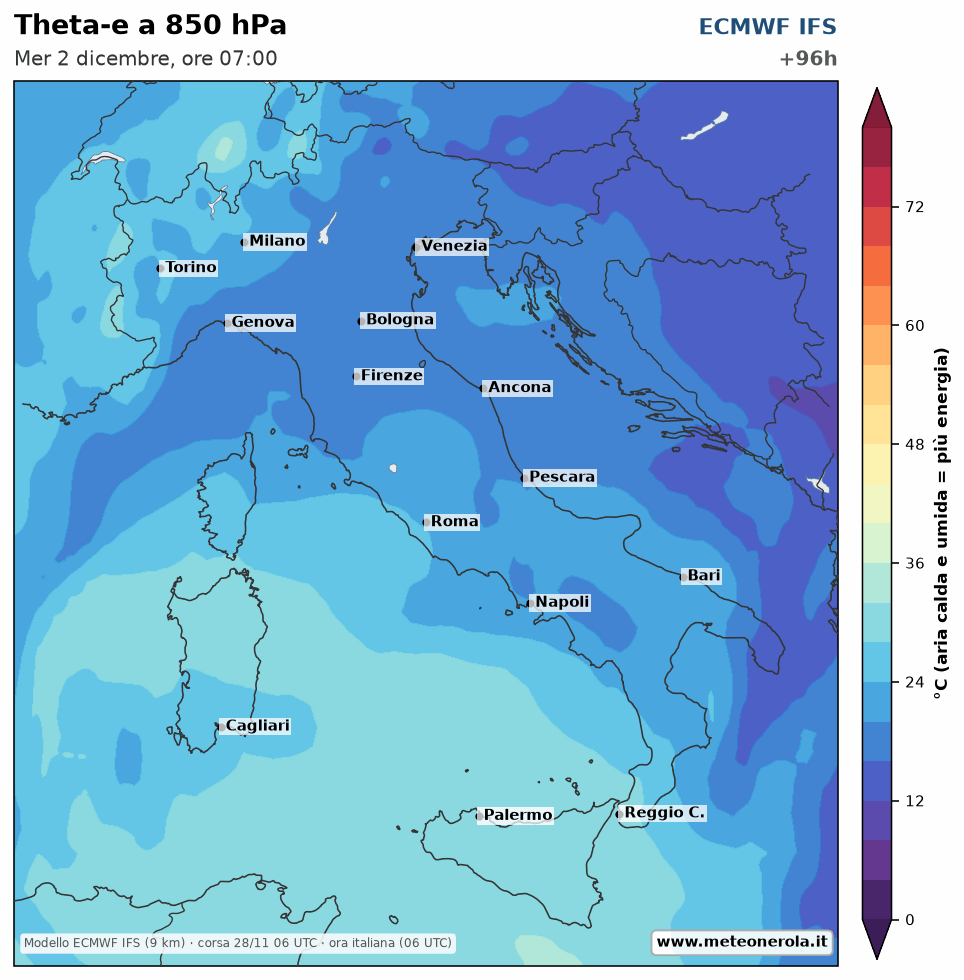 Theta-e a 850 hPa
ECMWF IFS
Mer 2 dicembre, ore 07:00
+96h
Milano
Venezia
Torino
Genova
Bologna
Firenze
Ancona
Pescara
Roma
Bari
Napoli
Cagliari
Palermo
Reggio C.
72
60
48
36
24
12
0
°C (aria calda e umida = più energia)
Modello ECMWF IFS (9 km) · corsa 28/11 06 UTC · ora italiana (06 UTC)
www.meteonerola.it